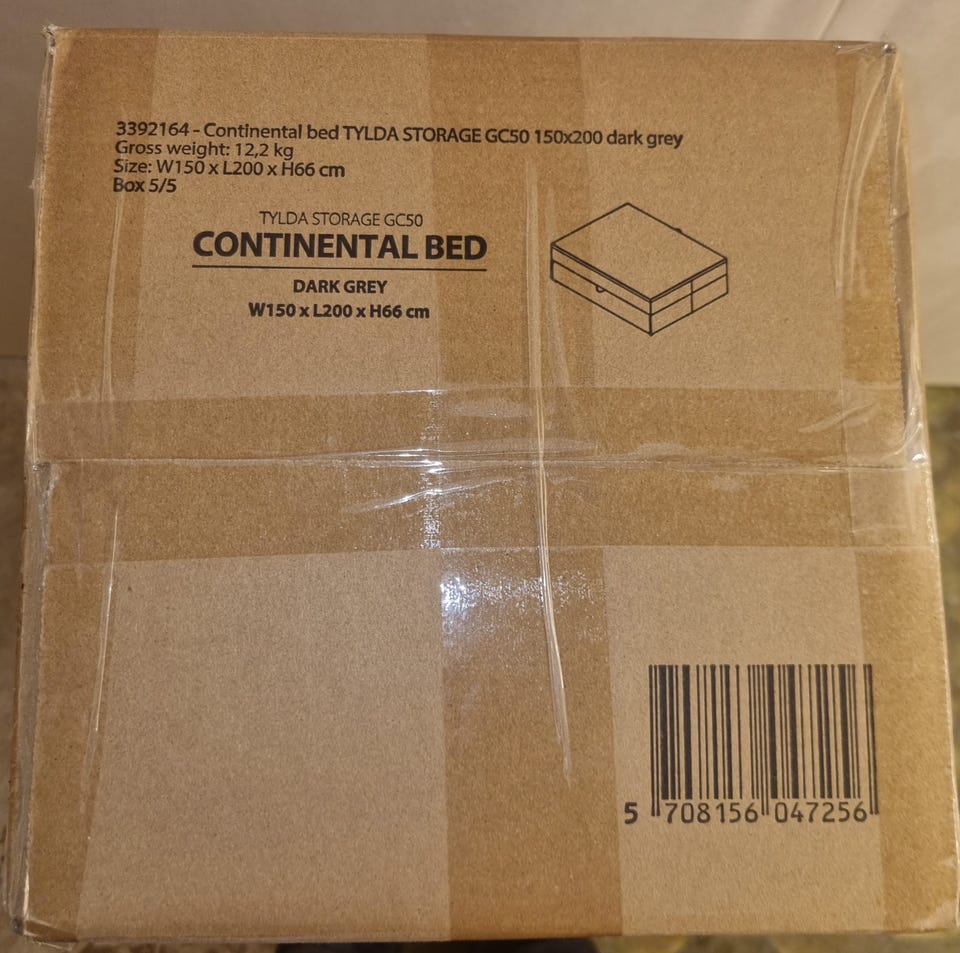 3392164 - Continental bed TYLDA STORAGE GC50 150x200 dark grey
Gross weight: 12,2 kg
Size: W150 x L200 x H66 cm
Box 5/5
TYLDA STORAGE GC50
CONTINENTAL BED
DARK GREY
W150 x L200 x H66 cm
5 708156 047256